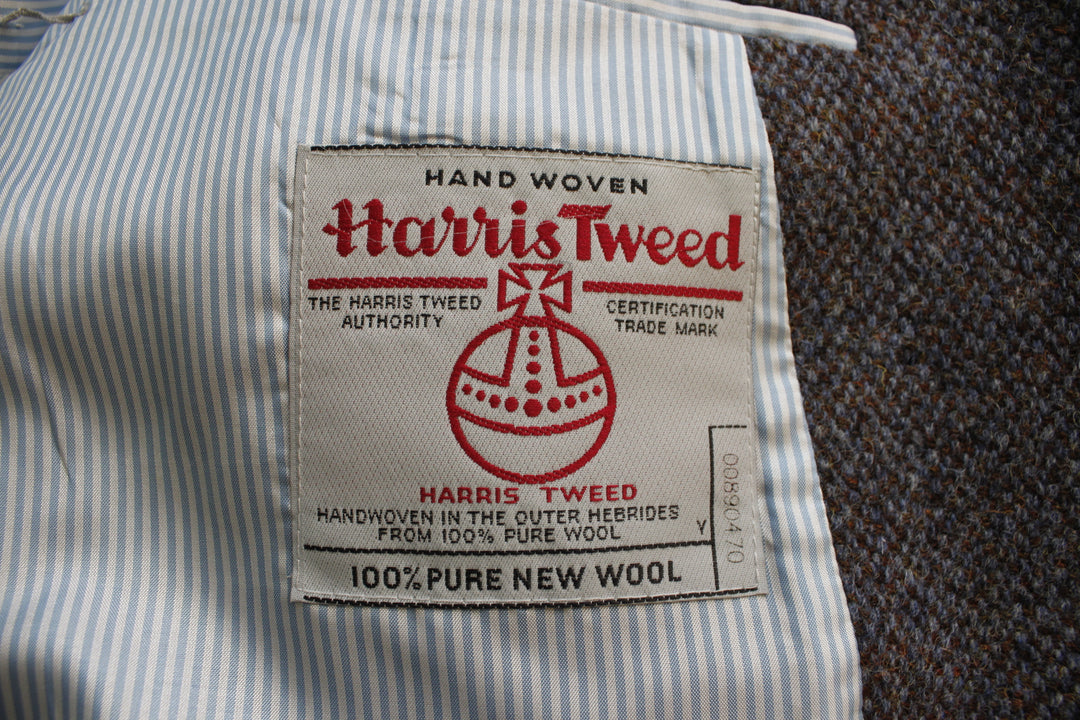 HAND WOVEN
Harris Tweed
THE HARRIS TWEED
AUTHORITY
CERTIFICATION
TRADE MARK
HARRIS TWEED
HANDWOVEN IN THE OUTER HEBRIDES
FROM 100% PURE WOOL
Y
00890470
100% PURE NEW WOOL